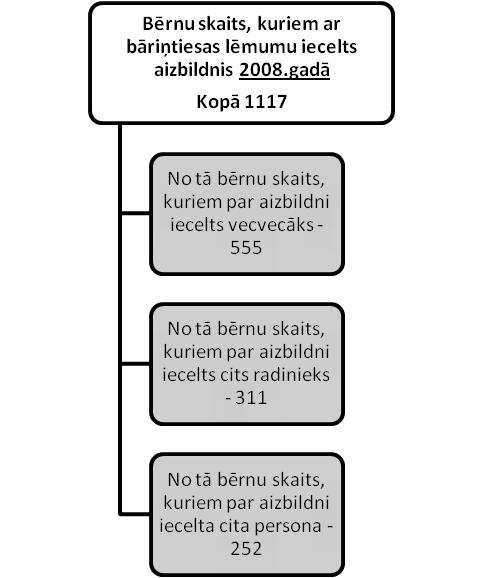 Bērnu skaits, kuriem ar
bāriņtiesas lēmumu iecelts
aizbildnis 2008.gadā
Kopā 1117
No tā bērnu skaits,
kuriem par aizbildni
iecelts vecvecāks -
555
No tā bērnu skaits,
kuriem par aizbildni
iecelts cits radinieks
- 311
No tā bērnu skaits,
kuriem par aizbildni
iecelta cita persona -
252